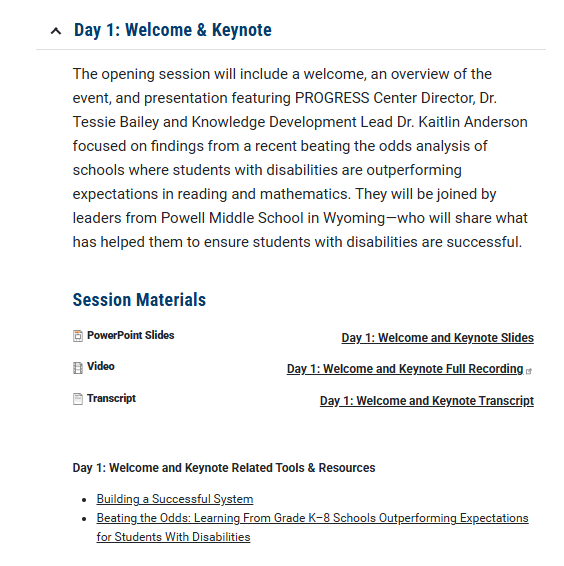 Day 1: Welcome & Keynote
The opening session will include a welcome, an overview of the
event, and presentation featuring PROGRESS Center Director, Dr.
Tessie Bailey and Knowledge Development Lead Dr. Kaitlin Anderson
focused on findings from a recent beating the odds analysis of
schools where students with disabilities are outperforming
expectations in reading and mathematics. They will be joined by
leaders from Powell Middle School in Wyoming—who will share what
has helped them to ensure students with disabilities are successful.
Session Materials
PowerPoint Slides Day 1: Welcome and Keynote Slides
Video Day 1: Welcome and Keynote Full Recording
Transcript Day 1: Welcome and Keynote Transcript
Day 1: Welcome and Keynote Related Tools & Resources
• Building a Successful System
• Beating the Odds: Learning From Grade K–8 Schools Outperforming Expectations
for Students With Disabilities